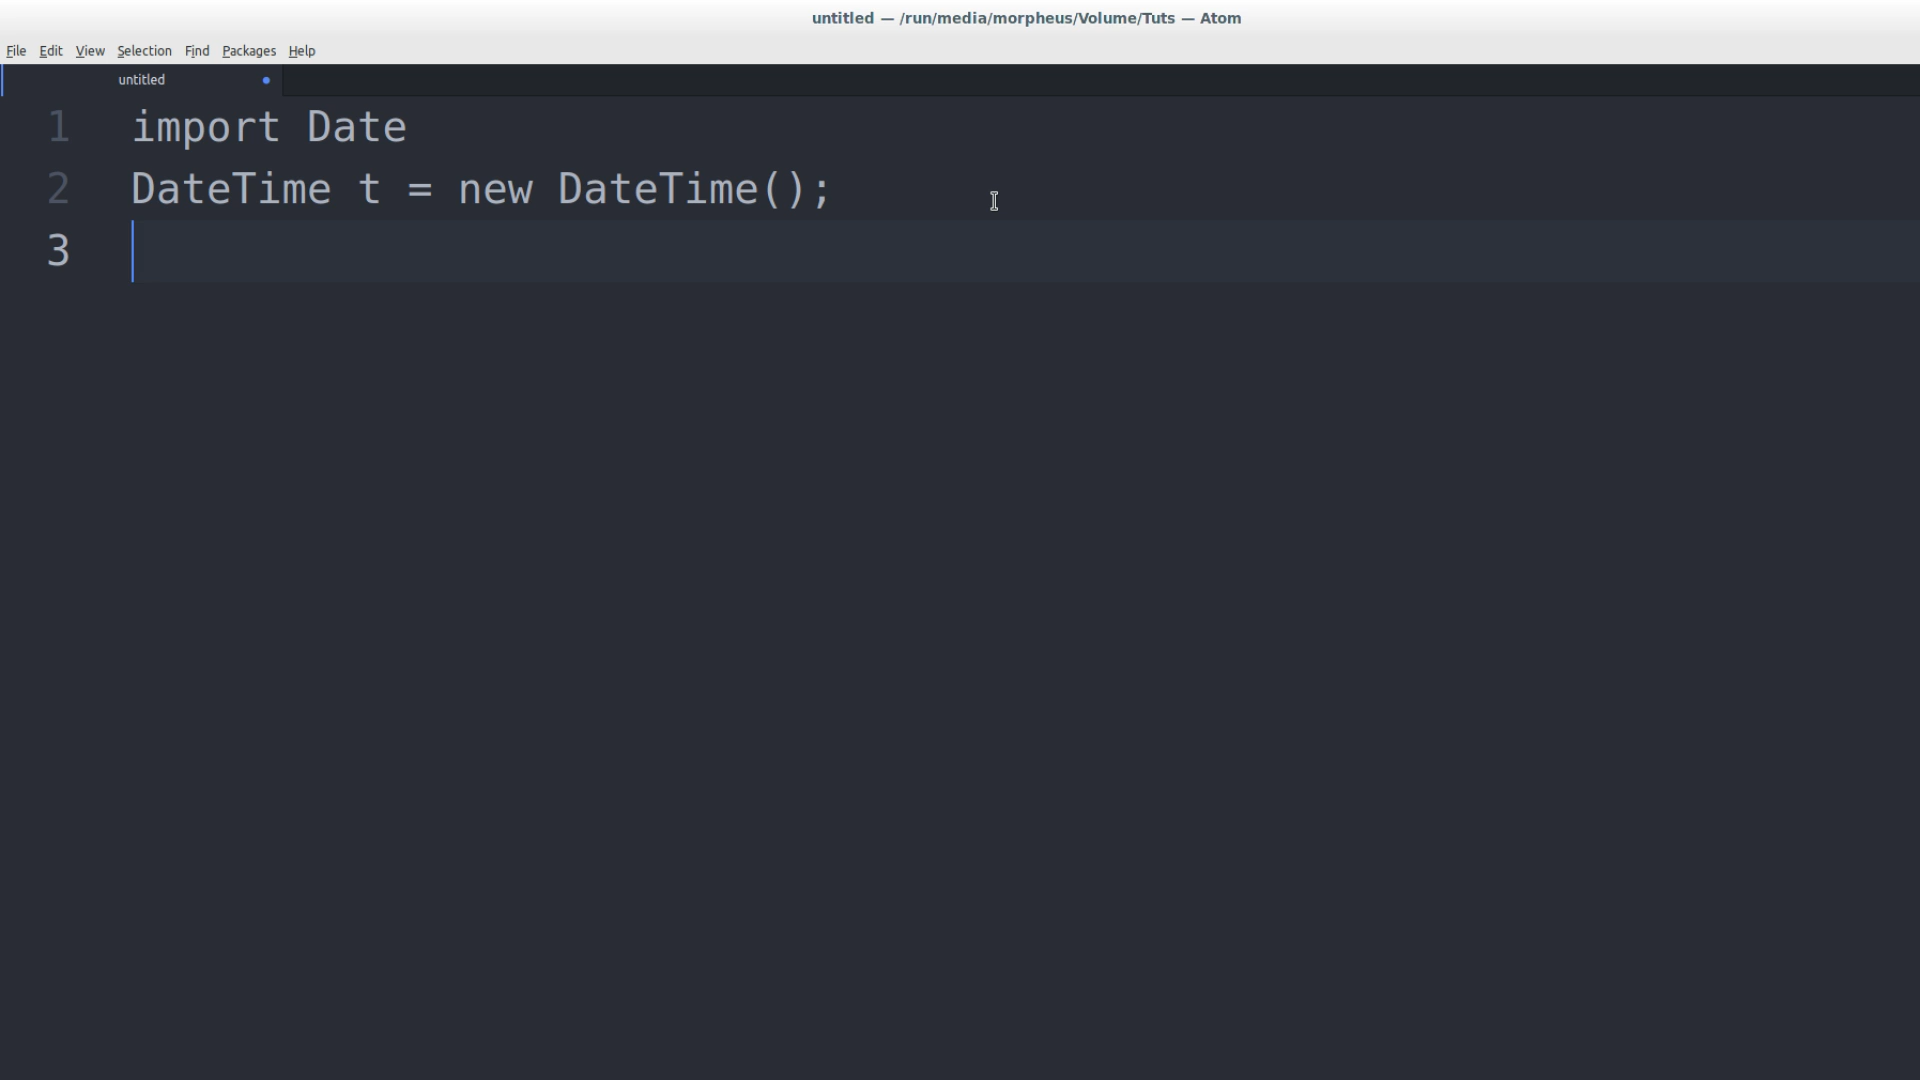 untitled — /run/media/morpheus/Volume/Tuts — Atom
File Edit View Selection Find Packages Help
untitled
1 import Date
2 DateTime t = new DateTime();
3